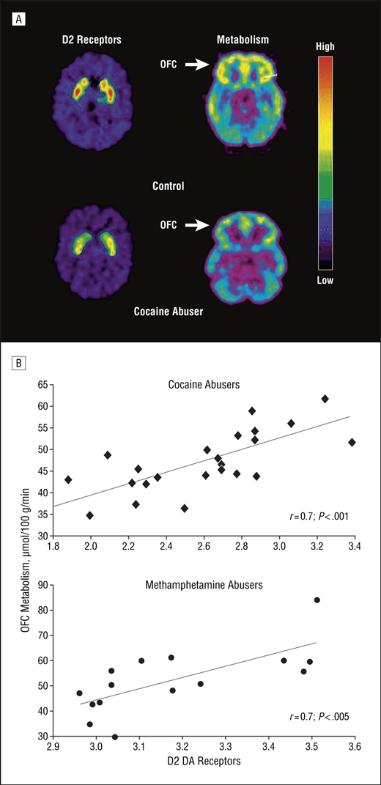 A
D2 Receptors
Metabolism
High
OFC
Control
OFC
Low
Cocaine Abuser
B
Cocaine Abusers
65
60
55
50
45
40
35
30
r=0.7; P<.001
1.8 2.0 2.2 2.4 2.6 2.8 3.0 3.2 3.4
OFC Metabolism, µmol/100 g/min
Methamphetamine Abusers
90
80
70
60
50
40
30
r=0.7; P<.005
2.9 3.0 3.1 3.2 3.3 3.4 3.5 3.6
D2 DA Receptors